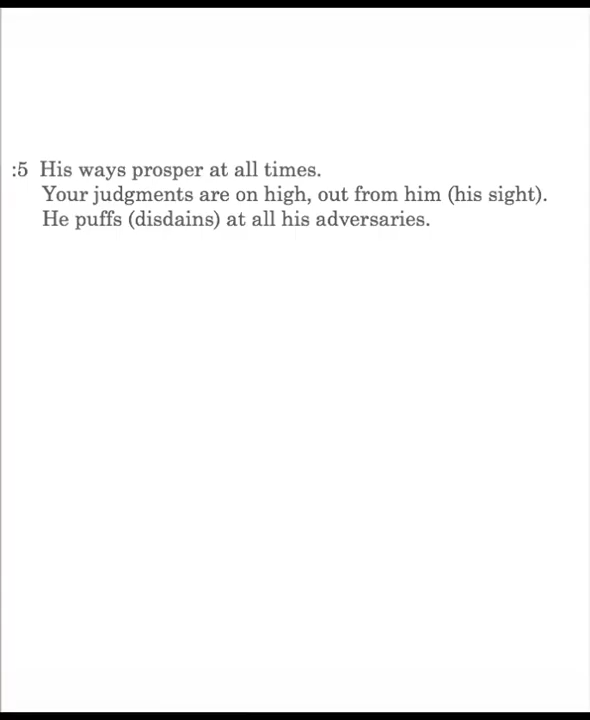 :5 His ways prosper at all times.
Your judgments are on high, out from him (his sight).
He puffs (disdains) at all his adversaries.